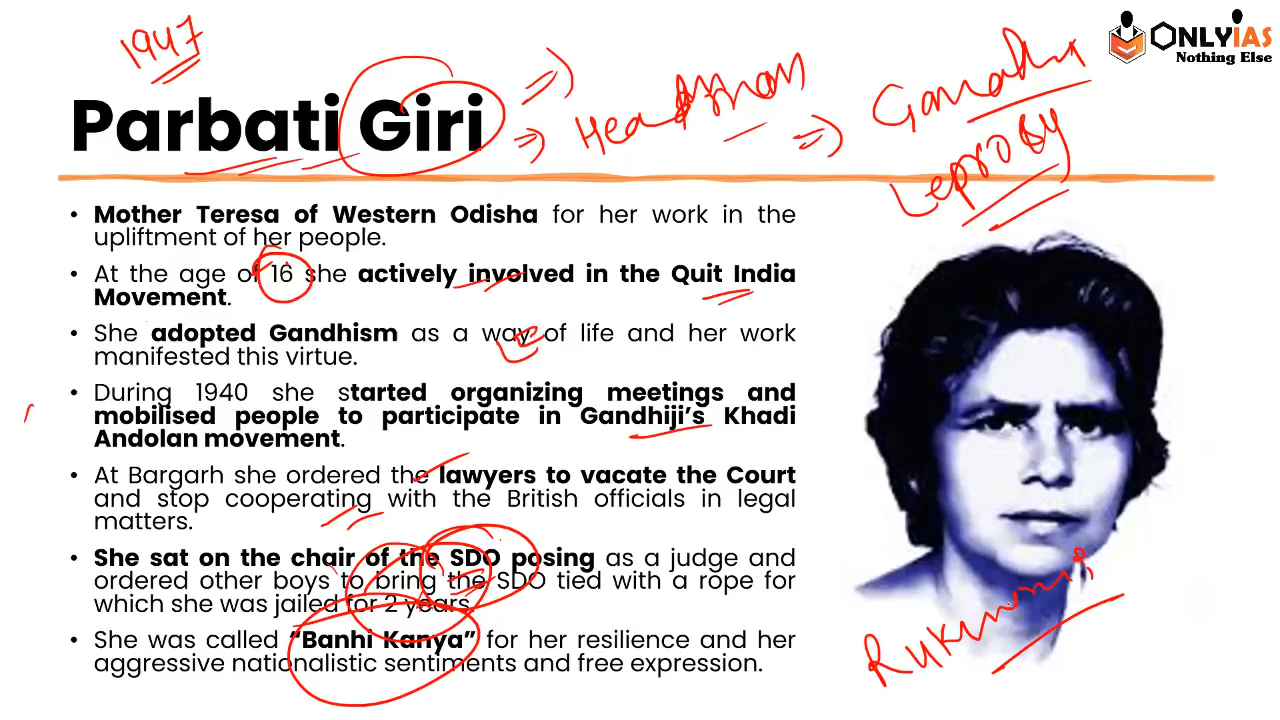 1947
ONLYIAS
Nothing Else
Parbati Giri
⇒ Headman
⇒ Gandhi
Leprosy
• Mother Teresa of Western Odisha for her work in the
upliftment of her people.
• At the age of 16 she actively involved in the Quit India
Movement.
• She adopted Gandhism as a way of life and her work
manifested this virtue.
• During 1940 she started organizing meetings and
mobilised people to participate in Gandhiji’s Khadi
Andolan movement.
• At Bargarh she ordered the lawyers to vacate the Court
and stop cooperating with the British officials in legal
matters.
• She sat on the chair of the SDO posing as a judge and
ordered other boys to bring the SDO tied with a rope for
which she was jailed for 2 years.
• She was called “Banhi Kanya” for her resilience and her
aggressive nationalistic sentiments and free expression.